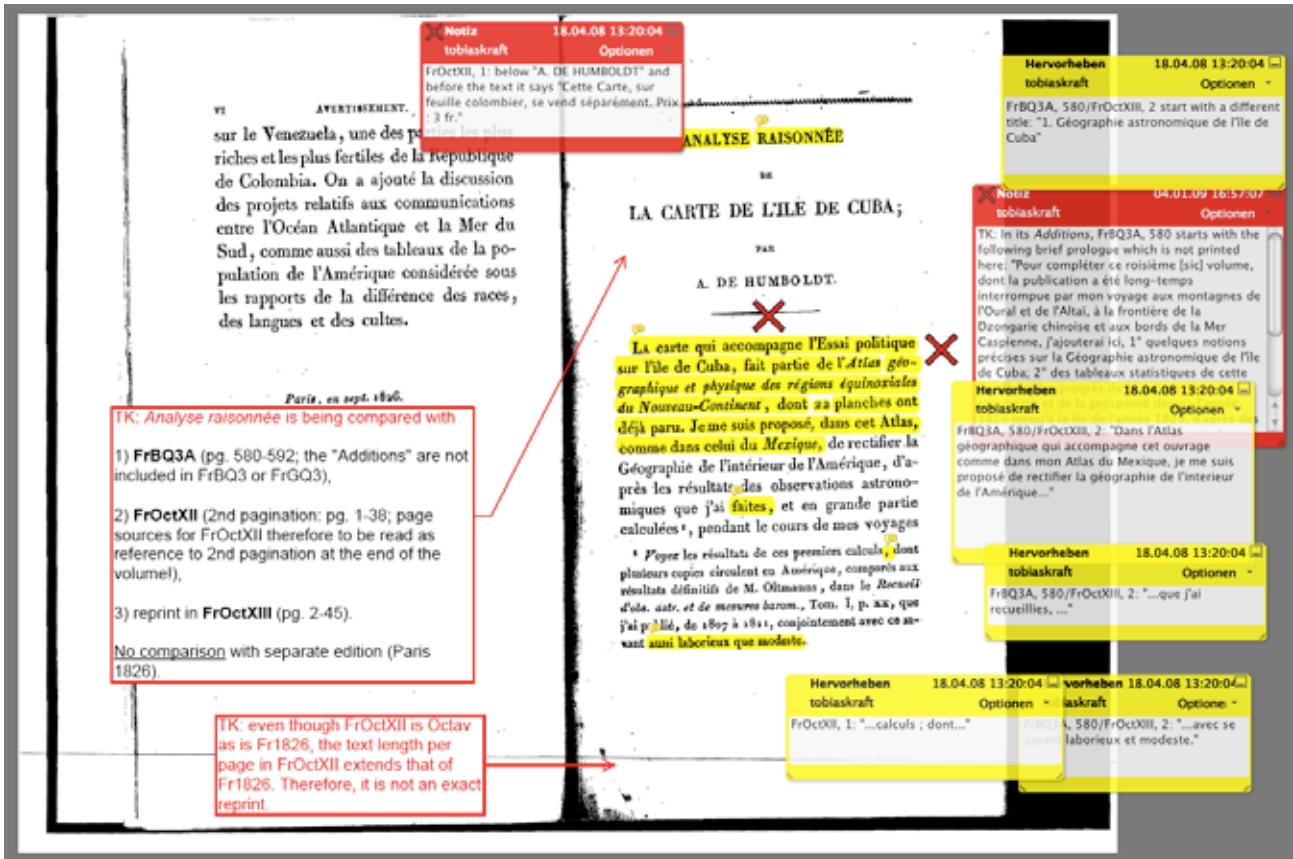 VI AVERTISSEMENT.
sur le Venezuela, une des parties les plus
riches et les plus fertiles de la République
de Colombia. On a ajouté la discussion
des projets relatifs aux communications
entre l'Océan Atlantique et la Mer du
Sud, comme aussi des tableaux de la po-
pulation de l'Amérique considérée sous
les rapports de la différence des races,
des langues et des cultes.
Paris, en sept. 1826.
TK: Analyse raisonnée is being compared with
1) FrBQ3A (pg. 580-592; the "Additions" are not
included in FrBQ3 or FrGQ3),
2) FrOctXII (2nd pagination: pg. 1-38; page
sources for FrOctXII therefore to be read as
reference to 2nd pagination at the end of the
volume!),
3) reprint in FrOctXIII (pg. 2-45).
No comparison with separate edition (Paris
1826).
TK: even though FrOctXII is Octav
as is Fr1826, the text length per
page in FrOctXII extends that of
Fr1826. Therefore, it is not an exact
reprint.
Notiz 18.04.08 13:20:04
tobiaskraft Optionen
FrOctXII, 1: below "A. DE HUMBOLDT" and
before the text it says "Cette Carte, sur
feuille colombier, se vend séparément. Prix
: 3 fr."
ANALYSE RAISONNÉE
DE
LA CARTE DE L'ILE DE CUBA;
PAR
A. DE HUMBOLDT.
La carte qui accompagne l'Essai politique
sur l'île de Cuba, fait partie de l'Atlas géo-
graphique et physique des régions équinoxiales
du Nouveau-Continent, dont 22 planches ont
déjà paru. Je me suis proposé, dans cet Atlas,
comme dans celui du Mexique, de rectifier la
Géographie de l'intérieur de l'Amérique, d'a-
près les résultats des observations astrono-
miques que j'ai faites, et en grande partie
calculées¹, pendant le cours de mes voyages
¹ Voyez les résultats de ces premiers calculs, dont
plusieurs copies circulent en Amérique, comparés aux
résultats définitifs de M. Oltmanns, dans le Recueil
d'obs. astr. et de mesures barom., Tom. I, p. xx, que
j'ai publié, de 1807 à 1811, conjointement avec ce sa-
vant aussi laborieux que modeste.
Hervorheben 18.04.08 13:20:04
tobiaskraft Optionen
FrBQ3A, 580/FrOctXIII, 2 start with a different
title: "1. Géographie astronomique de l'île de
Cuba"
Notiz 04.01.09 16:57:07
tobiaskraft Optionen
TK: In its Additions, FrBQ3A, 580 starts with the
following brief prologue which is not printed
here: "Pour compléter ce roisième [sic] volume,
dont la publication a été long-temps
interrompue par mon voyage aux montagnes de
l'Oural et de l'Altaï, à la frontière de la
Dzongarie chinoise et aux bords de la Mer
Caspienne, j'ajouterai ici, 1° quelques notions
précises sur la Géographie astronomique de l'île
de Cuba; 2° des tableaux statistiques de cette
Hervorheben 18.04.08 13:20:04
tobiaskraft Optionen
FrBQ3A, 580/FrOctXIII, 2: "Dans l'Atlas
géographique qui accompagne cet ouvrage
comme dans mon Atlas du Mexique, je me suis
proposé de rectifier la géographie de l'interieur
de l'Amérique..."
Hervorheben 18.04.08 13:20:04
tobiaskraft Optionen
FrBQ3A, 580/FrOctXIII, 2: "...que j'ai
recueillies, ..."
Hervorheben 18.04.08 13:20:04
tobiaskraft Optionen
FrOctXII, 1: "...calculs ; dont..."
vorheben 18.04.08 13:20:04
askraft Optione
FrBQ3A, 580/FrOctXIII, 2: "...avec se
savant laborieux et modeste."